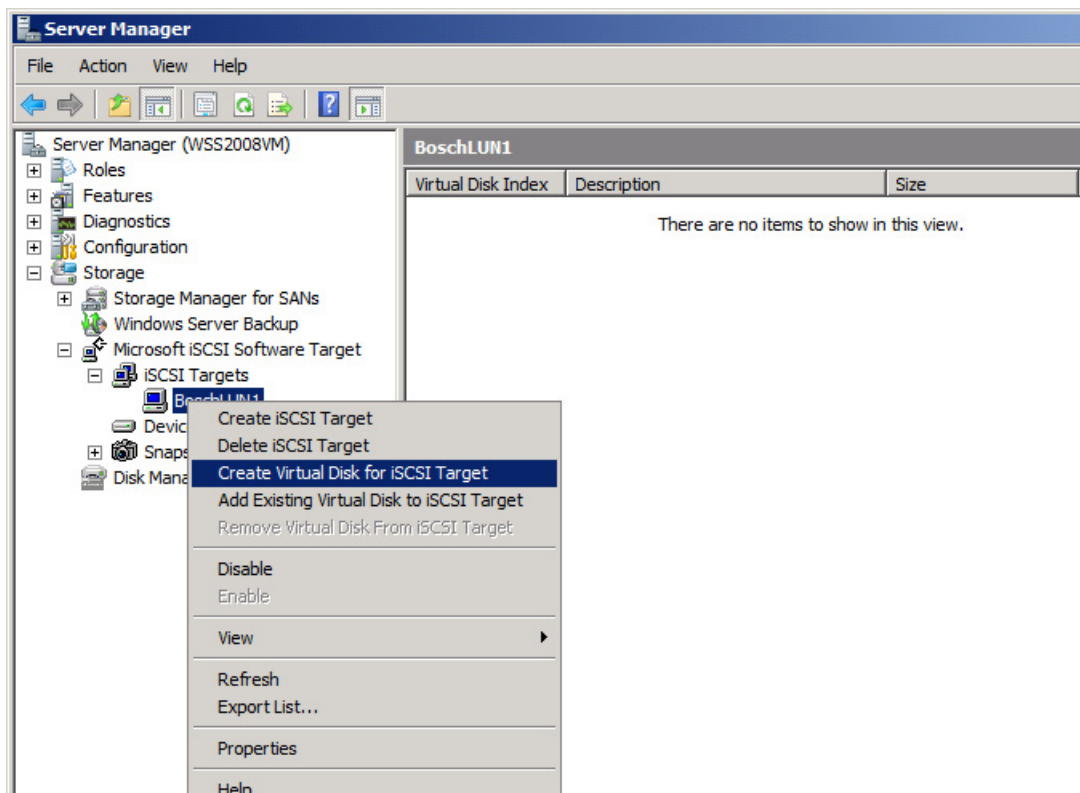 Server Manager
File Action View Help
Server Manager (WSS2008VM)
Roles
Features
Diagnostics
Configuration
Storage
Storage Manager for SANs
Windows Server Backup
Microsoft iSCSI Software Target
iSCSI Targets
BoschLUN1
Devic
Snaps
Disk Mana
BoschLUN1
Virtual Disk Index Description Size
There are no items to show in this view.
Create iSCSI Target
Delete iSCSI Target
Create Virtual Disk for iSCSI Target
Add Existing Virtual Disk to iSCSI Target
Remove Virtual Disk From iSCSI Target
Disable
Enable
View
Refresh
Export List...
Properties
Help